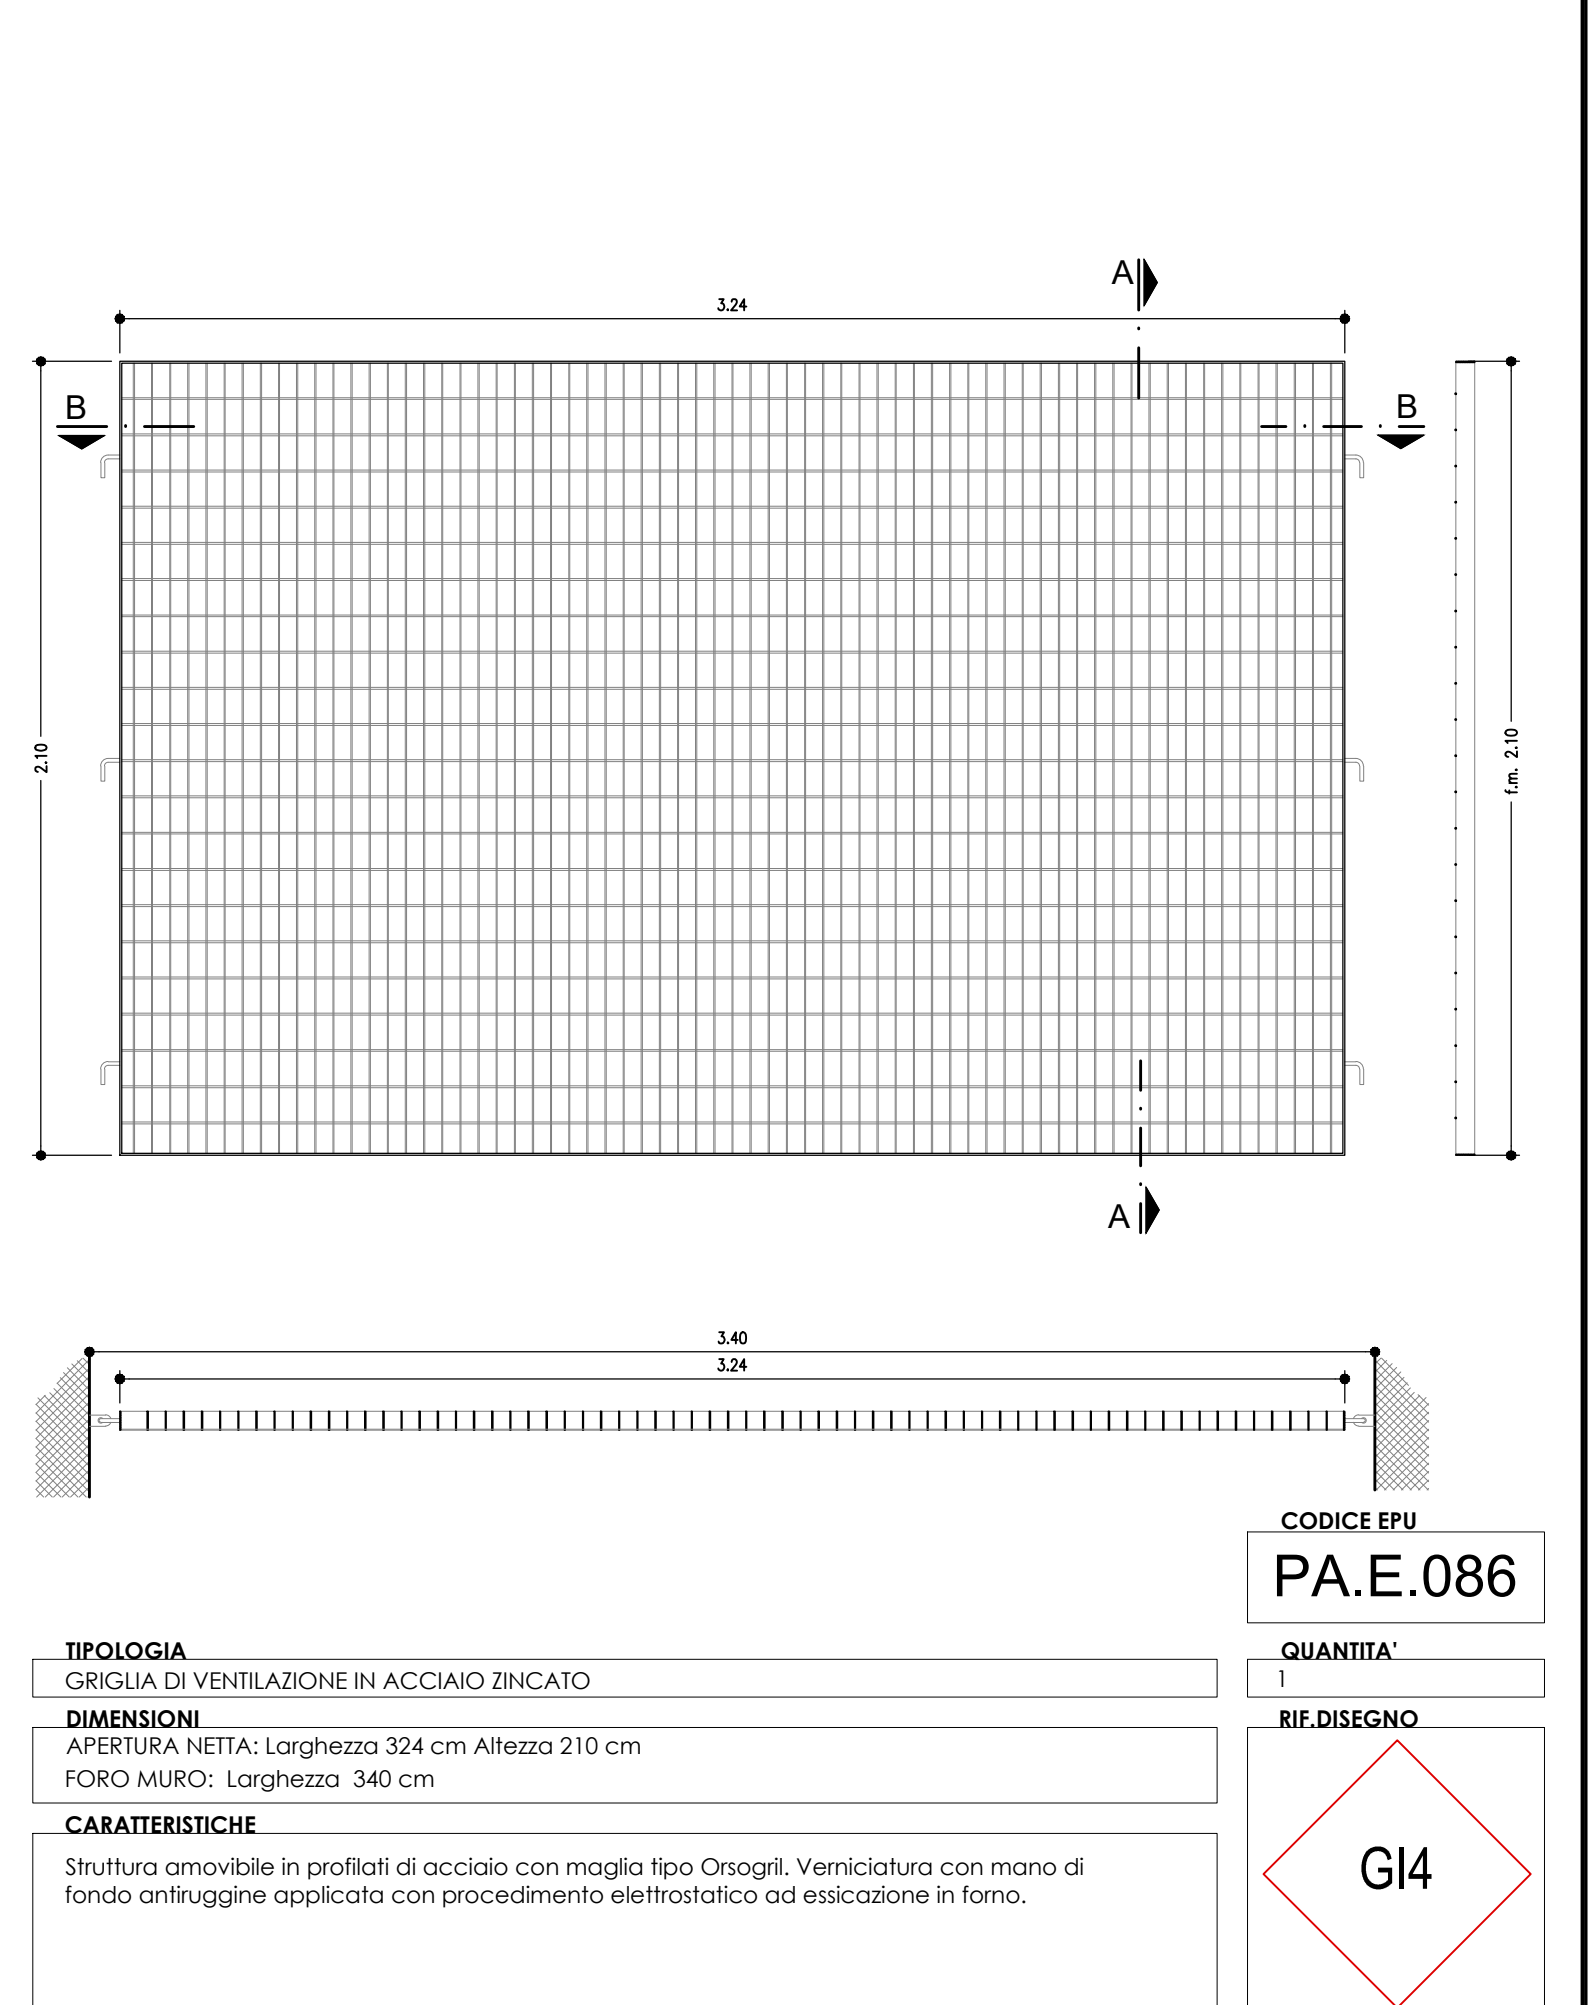 A
3.24
B
B
2.10
f.m. 2.10
A
3.40
3.24
CODICE EPU
PA.E.086
TIPOLOGIA
GRIGLIA DI VENTILAZIONE IN ACCIAIO ZINCATO
QUANTITA'
1
DIMENSIONI
APERTURA NETTA: Larghezza 324 cm Altezza 210 cm
FORO MURO: Larghezza 340 cm
RIF.DISEGNO
GI4
CARATTERISTICHE
Struttura amovibile in profilati di acciaio con maglia tipo Orsogril. Verniciatura con mano di
fondo antiruggine applicata con procedimento elettrostatico ad essicazione in forno.